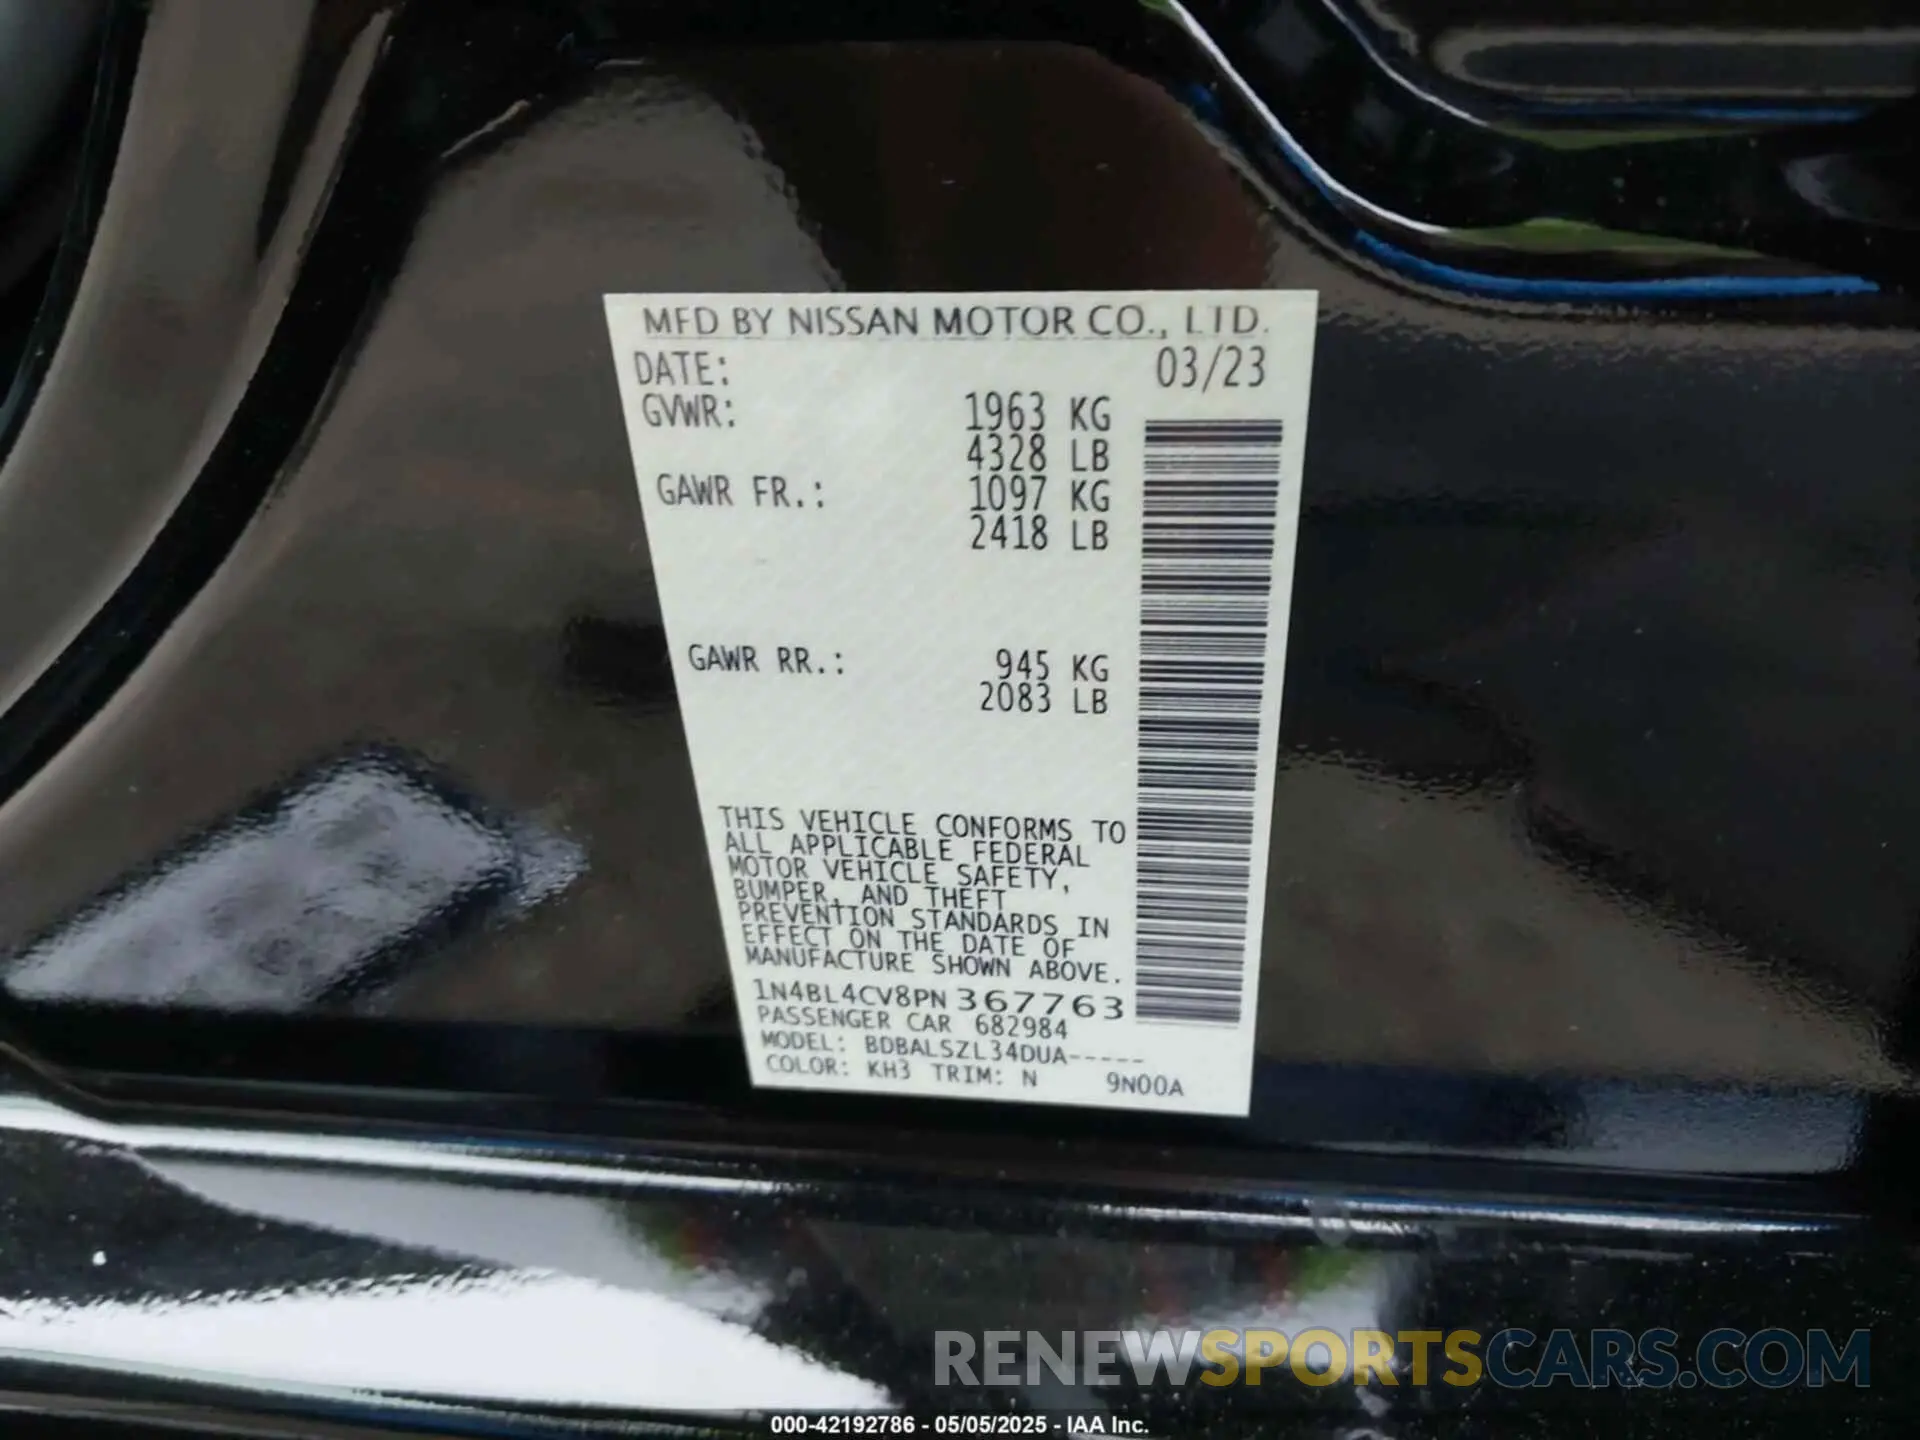 MFD BY NISSAN MOTOR CO., LTD.
DATE: 03/23
GVWR: 1963 KG
4328 LB
GAWR FR.: 1097 KG
2418 LB
GAWR RR.: 945 KG
2083 LB
THIS VEHICLE CONFORMS TO
ALL APPLICABLE FEDERAL
MOTOR VEHICLE SAFETY,
BUMPER, AND THEFT
PREVENTION STANDARDS IN
EFFECT ON THE DATE OF
MANUFACTURE SHOWN ABOVE.
1N4BL4CV8PN367763
PASSENGER CAR 682984
MODEL: BDBALSZL34DUA-----
COLOR: KH3 TRIM: N 9N00A
RENEWSPORTSCARS.COM
000-42192786 - 05/05/2025 - IAA Inc.